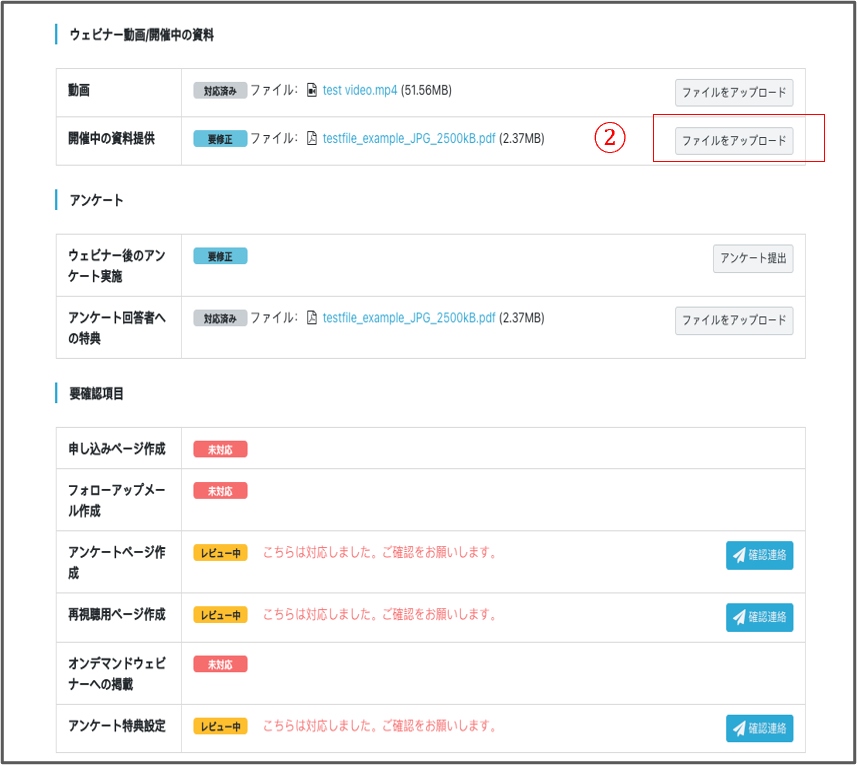 ウェビナー動画/開催中の資料
動画 対応済み ファイル: test video.mp4 (51.56MB) ファイルをアップロード
開催中の資料提供 要修正 ファイル: testfile_example_JPG_2500kB.pdf (2.37MB) ② ファイルをアップロード
アンケート
ウェビナー後のアン
ケート実施
要修正
アンケート提出
アンケート回答者へ
の特典
対応済み ファイル: testfile_example_JPG_2500kB.pdf (2.37MB)
ファイルをアップロード
要確認項目
申し込みページ作成 未対応
フォローアップメー
ル作成
未対応
アンケートページ作
成
レビュー中 こちらは対応しました。ご確認をお願いします。
確認連絡
再視聴用ページ作成 レビュー中 こちらは対応しました。ご確認をお願いします。 確認連絡
オンデマンドウェビ
ナーへの掲載
未対応
アンケート特典設定 レビュー中 こちらは対応しました。ご確認をお願いします。 確認連絡